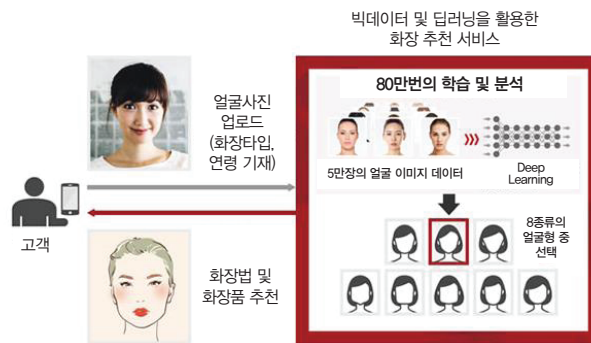 빅데이터 및 딥러닝을 활용한
화장 추천 서비스
80만번의 학습 및 분석
얼굴사진
업로드
(화장타입,
연령 기재)
5만장의 얼굴 이미지 데이터
Deep
Learning
고객
8종류의
얼굴형 중
선택
화장법 및
화장품 추천